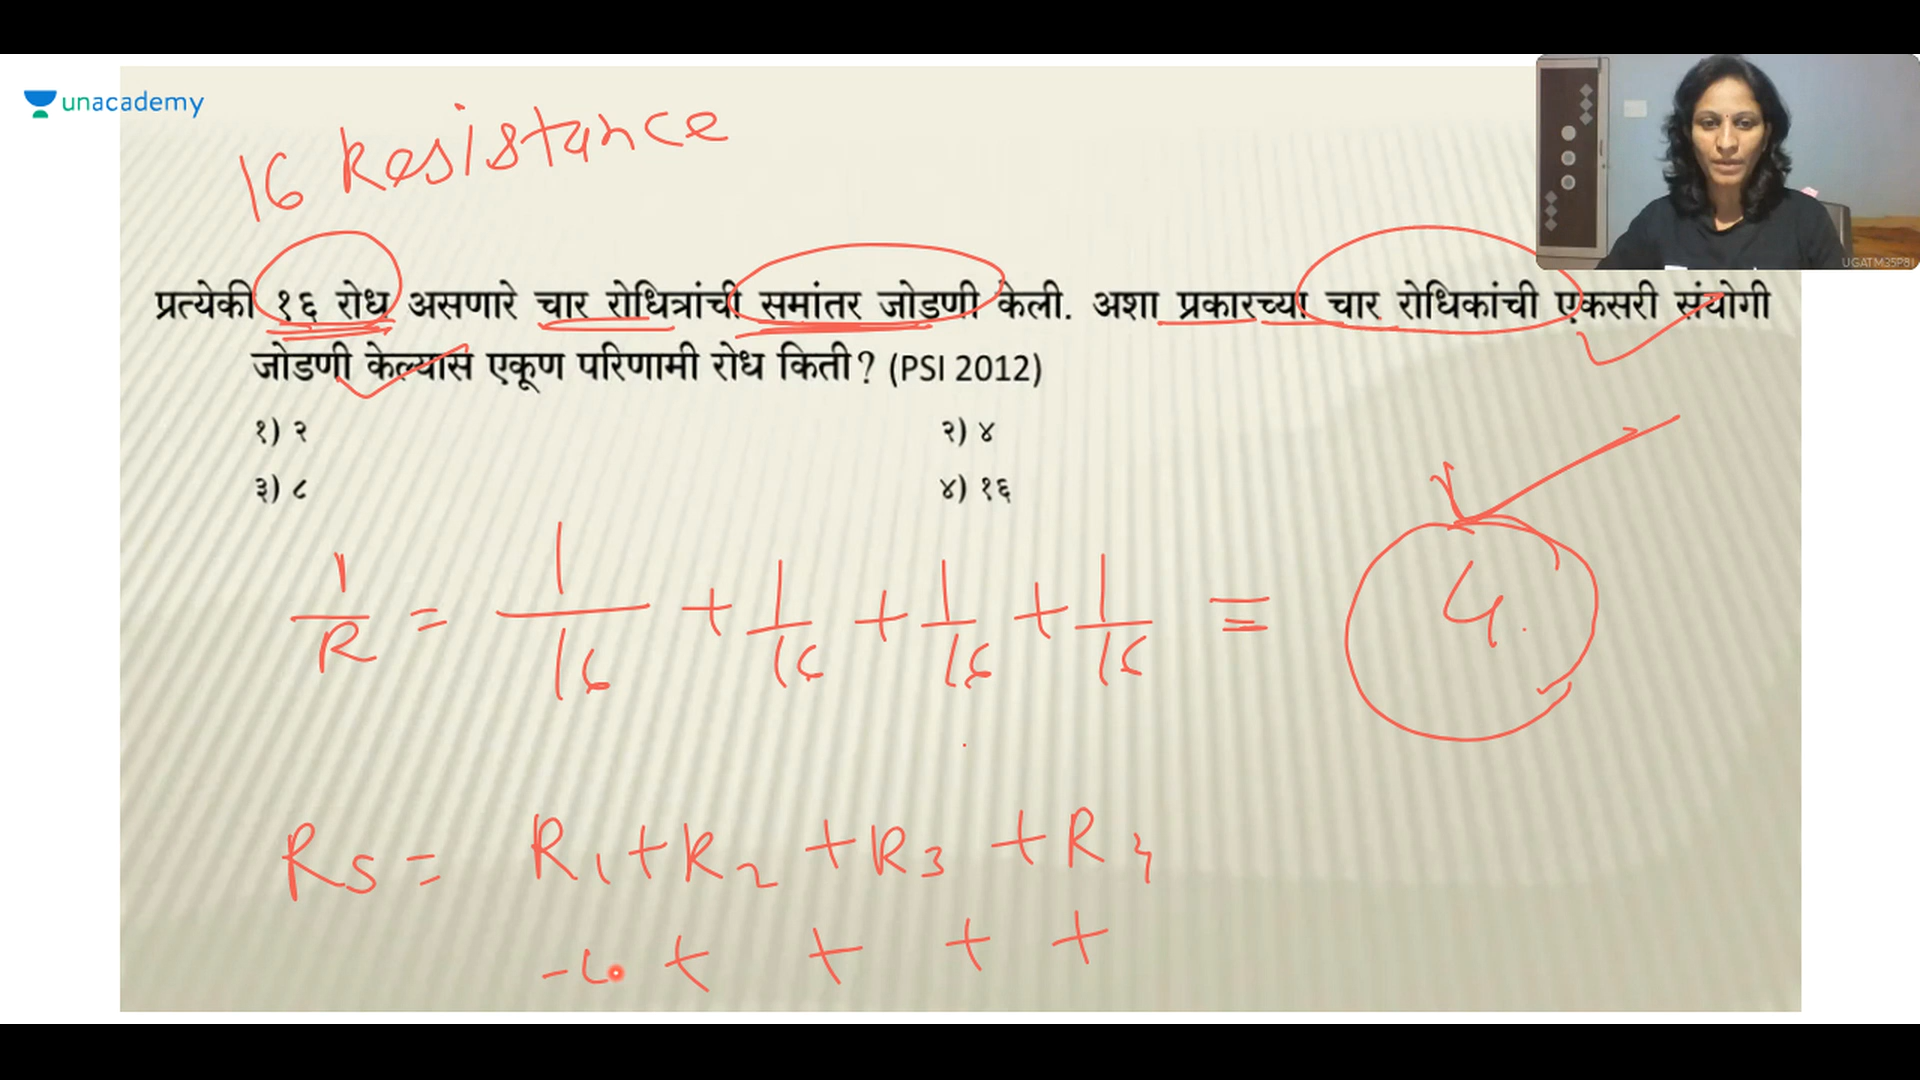 unacademy
16 Resistance
प्रत्येकी १६ रोध असणारे चार रोधित्रांची समांतर जोडणी केली. अशा प्रकारच्या चार रोधिकांची एकसरी संयोगी
जोडणी केल्यास एकूण परिणामी रोध किती? (PSI 2012)
१) २ २) ४
३) ८ ४) १६
1/R = 1/16 + 1/16 + 1/16 + 1/16 = 4
Rs = R1 + R2 + R3 + R4
+ + + +
UGATM35P8I